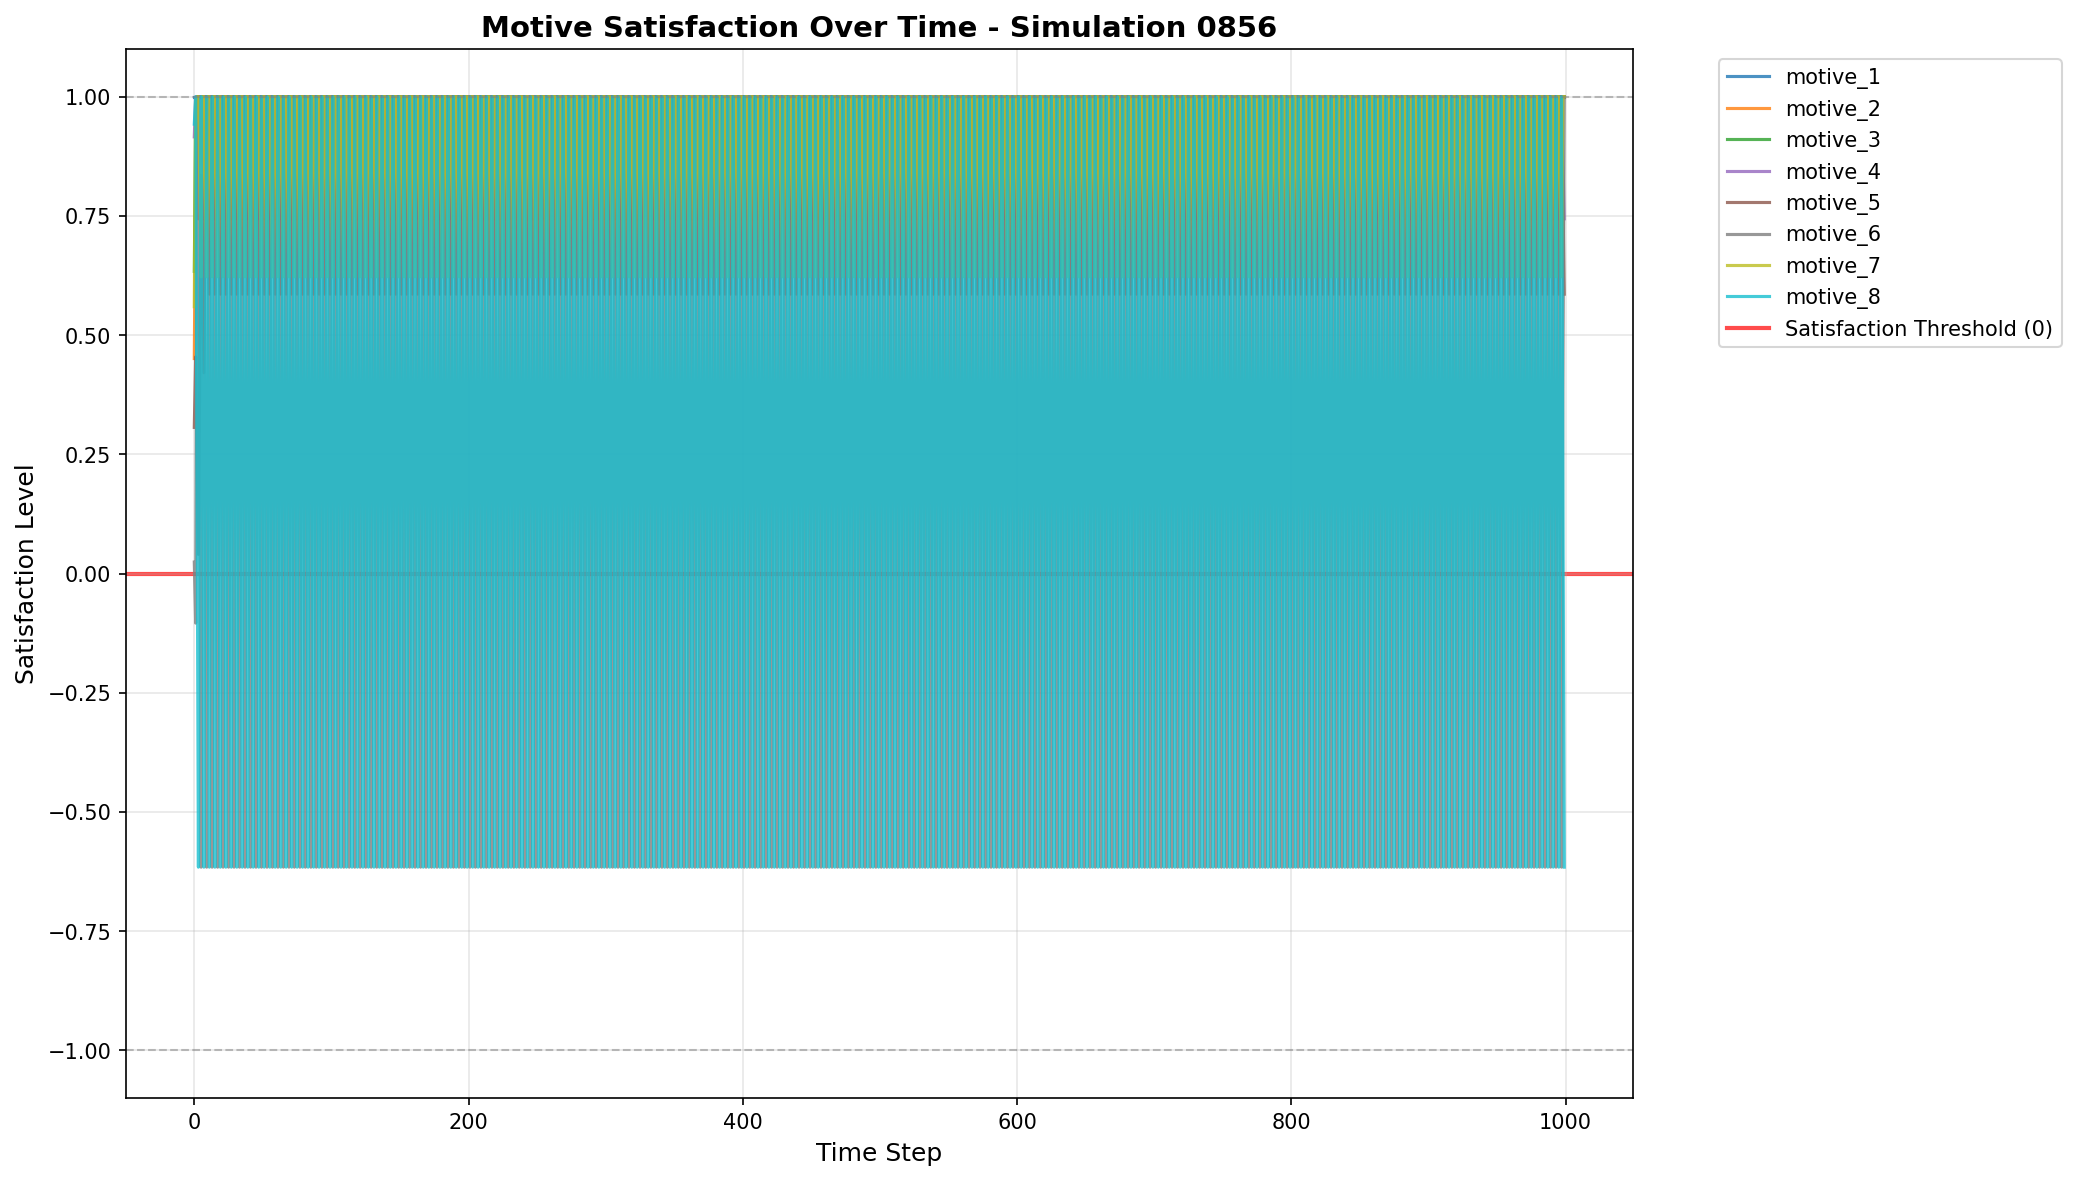 Motive Satisfaction Over Time - Simulation 0856
Satisfaction Level
1.00
0.75
0.50
0.25
0.00
−0.25
−0.50
−0.75
−1.00
0
200
400
600
800
1000
Time Step
motive_1
motive_2
motive_3
motive_4
motive_5
motive_6
motive_7
motive_8
Satisfaction Threshold (0)